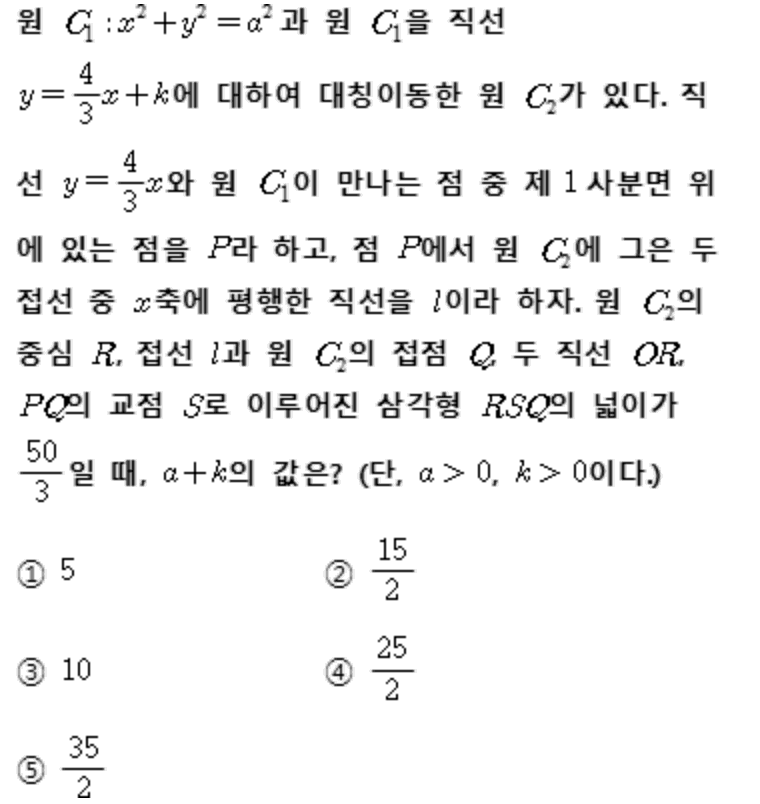 원 C₁ : x²+y²=a²과 원 C₁을 직선
y=4/3x+k에 대하여 대칭이동한 원 C₂가 있다. 직
선 y=4/3x와 원 C₁이 만나는 점 중 제 1 사분면 위
에 있는 점을 P라 하고, 점 P에서 원 C₂에 그은 두
접선 중 x축에 평행한 직선을 l이라 하자. 원 C₂의
중심 R, 접선 l과 원 C₂의 접점 Q, 두 직선 OR,
PQ의 교점 S로 이루어진 삼각형 RSQ의 넓이가
50/3일 때, a+k의 값은? (단, a>0, k>0이다.)
① 5 ② 15/2
③ 10 ④ 25/2
⑤ 35/2